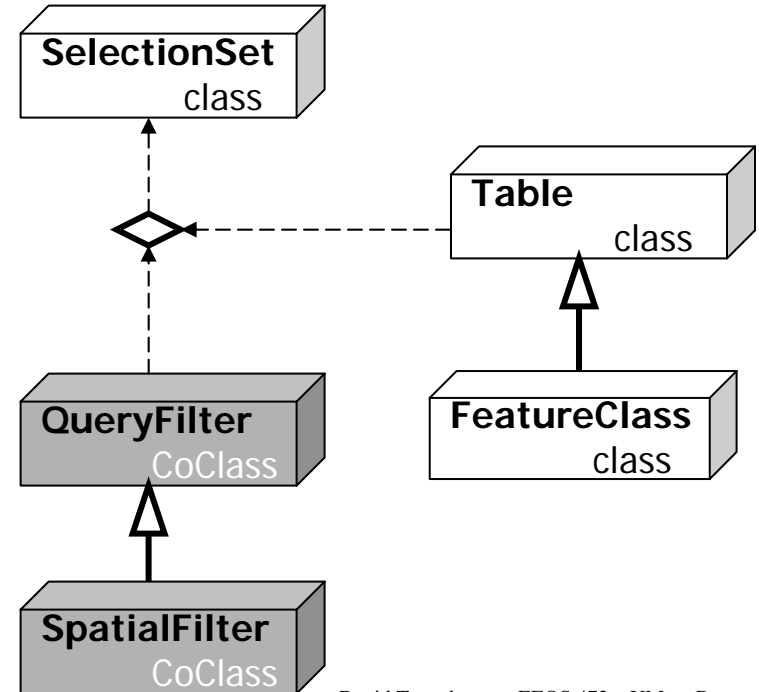 SelectionSet
class
Table
class
QueryFilter
CoClass
FeatureClass
class
SpatialFilter
CoClass